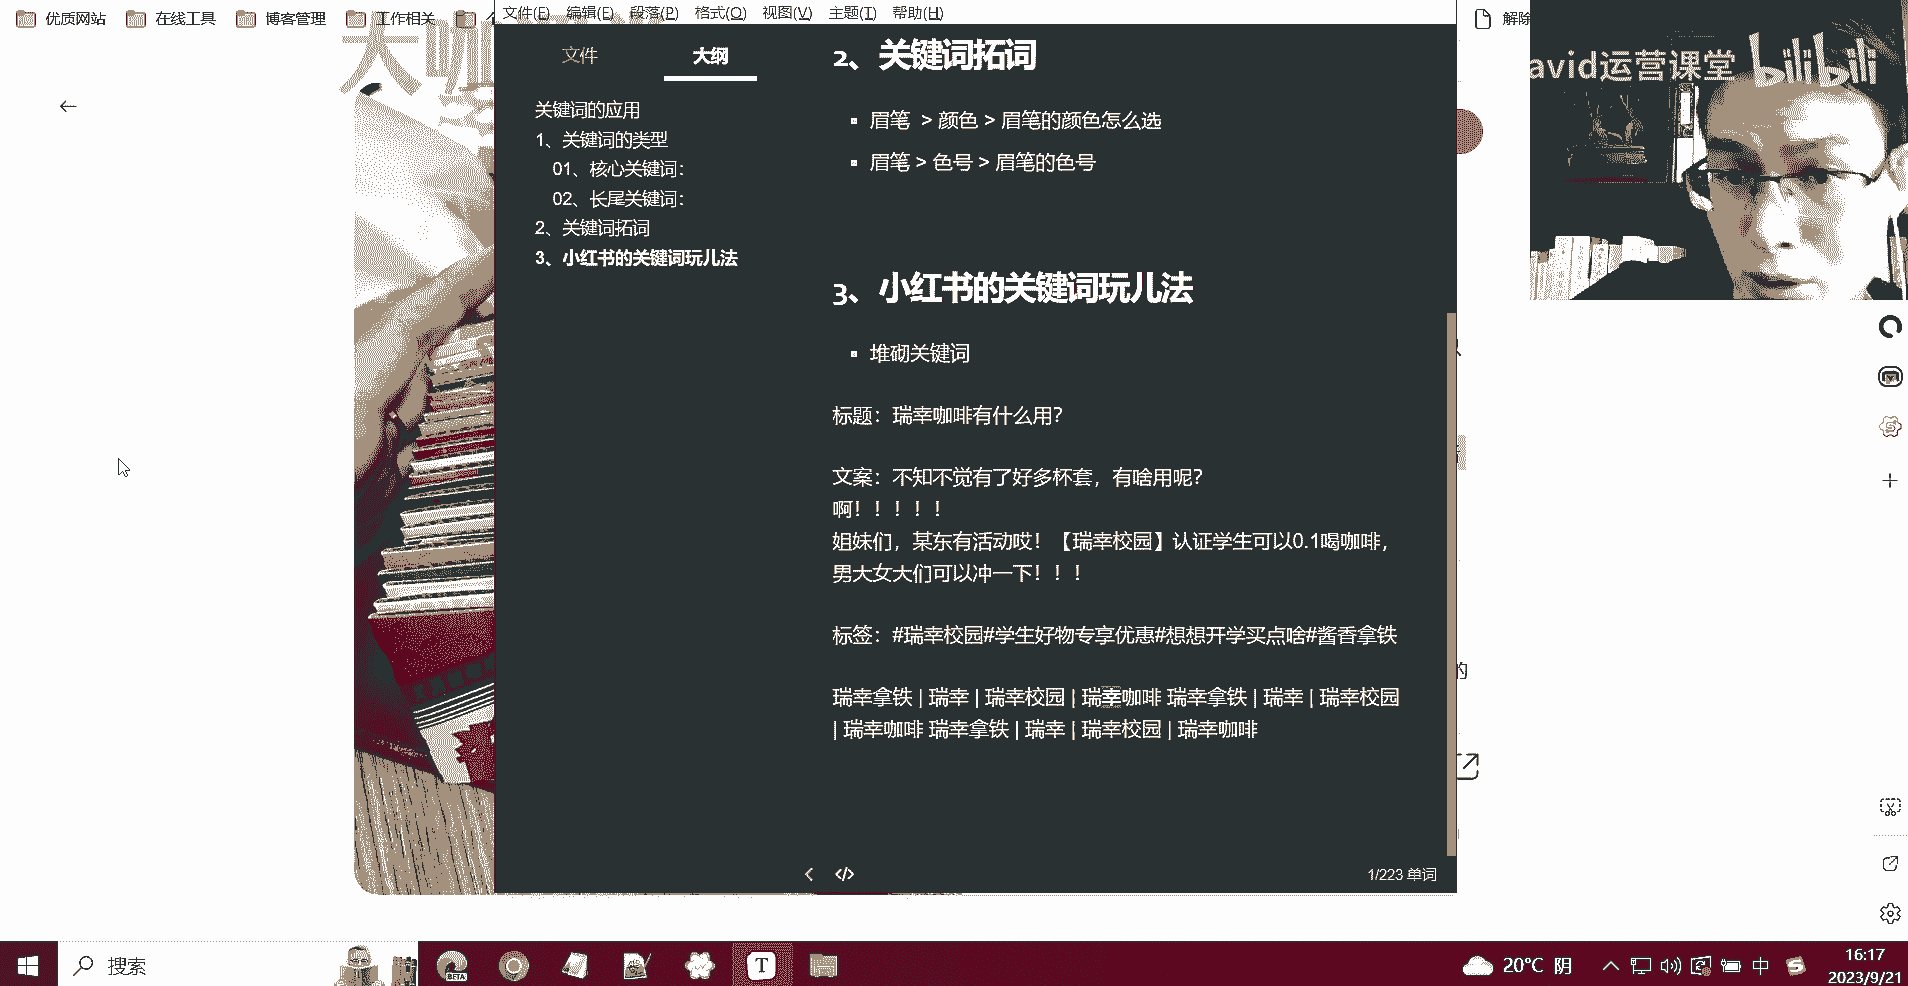 优质网站 在线工具 博客管理 工作相关
文件(F) 编辑(E) 段落(P) 格式(O) 视图(V) 主题(T) 帮助(H)
解除
大咖
avid运营课堂 bilibili
文件 大纲
关键词的应用
1、关键词的类型
01、核心关键词：
02、长尾关键词：
2、关键词拓词
3、小红书的关键词玩儿法
2、关键词拓词
眉笔 > 颜色 > 眉笔的颜色怎么选
眉笔 > 色号 > 眉笔的色号
3、小红书的关键词玩儿法
堆砌关键词
标题：瑞幸咖啡有什么用？
文案：不知不觉有了好多杯套，有啥用呢？
啊！！！！！
姐妹们，某东有活动哎！【瑞幸校园】认证学生可以0.1喝咖啡，
男大女大们可以冲一下！！！
标签：#瑞幸校园#学生好物专享优惠#想想开学买点啥#酱香拿铁
瑞幸拿铁 | 瑞幸 | 瑞幸校园 | 瑞幸咖啡 瑞幸拿铁 | 瑞幸 | 瑞幸校园
| 瑞幸咖啡 瑞幸拿铁 | 瑞幸 | 瑞幸校园 | 瑞幸咖啡
的
1/223 单词
搜索
BETA
T
20°C 阴
中
S
16:17
2023/9/21